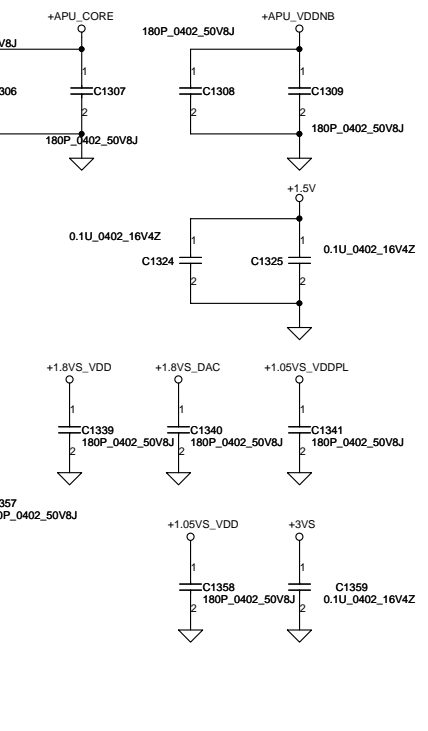 +APU_CORE
+APU_VDDNB
180P_0402_50V8J
V8J
1
1
1
306
C1307
C1308
C1309
2
2
2
180P_0402_50V8J
180P_0402_50V8J
+1.5V
0.1U_0402_16V4Z
1
1
0.1U_0402_16V4Z
C1324
C1325
2
2
+1.8VS_VDD
+1.8VS_DAC
+1.05VS_VDDPL
1
1
1
C1339
C1340
C1341
180P_0402_50V8J
180P_0402_50V8J
180P_0402_50V8J
2
2
2
357
0P_0402_50V8J
+1.05VS_VDD
+3VS
1
1
C1358
C1359
180P_0402_50V8J
0.1U_0402_16V4Z
2
2